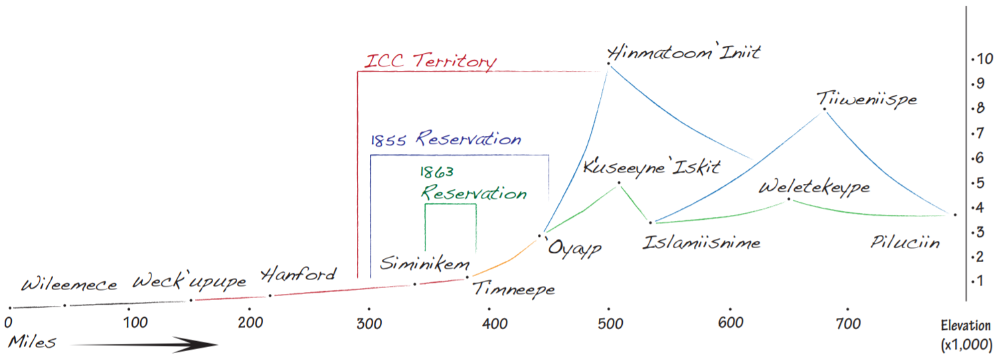 Hinmatoom'Iniit
ICC Territory
Tiiweniispe
1855 Reservation
K'useeyne'Iskit
1863
Reservation
Weletekeype
'Oyayp
Islamiisnime
Piluciin
Siminikem
Hanford
Wileemece
Weck'upupe
Timneepe
10
9
8
7
6
5
4
3
2
1
0 100 200 300 400 500 600 700
Miles
Elevation
(x1,000)